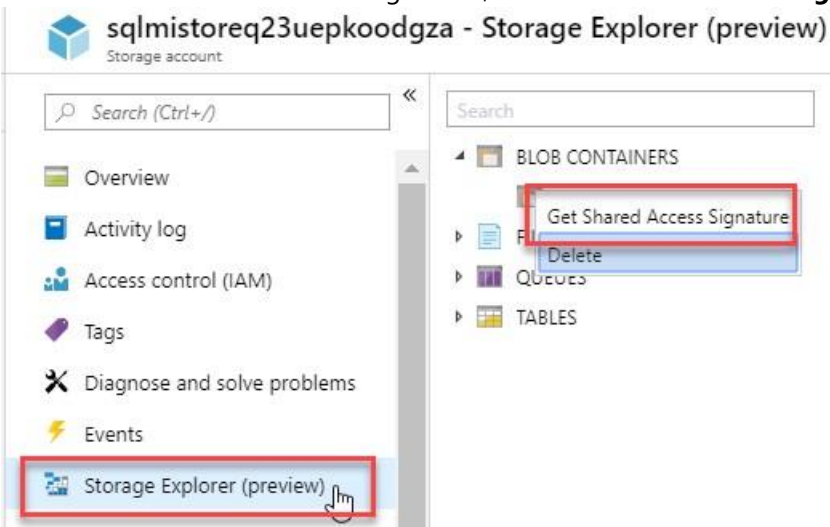 sqlmistoreq23uepkoodgza - Storage Explorer (preview)
Storage account
Search (Ctrl+/)
«
Search
Overview
Activity log
Access control (IAM)
Tags
Diagnose and solve problems
Events
Storage Explorer (preview)
BLOB CONTAINERS
Get Shared Access Signature
Delete
QUEUES
TABLES